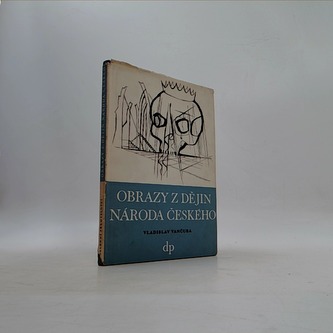 OBRAZY Z DĚJIN
NÁRODA ČESKÉHO
VLADISLAV VANČURA
dp